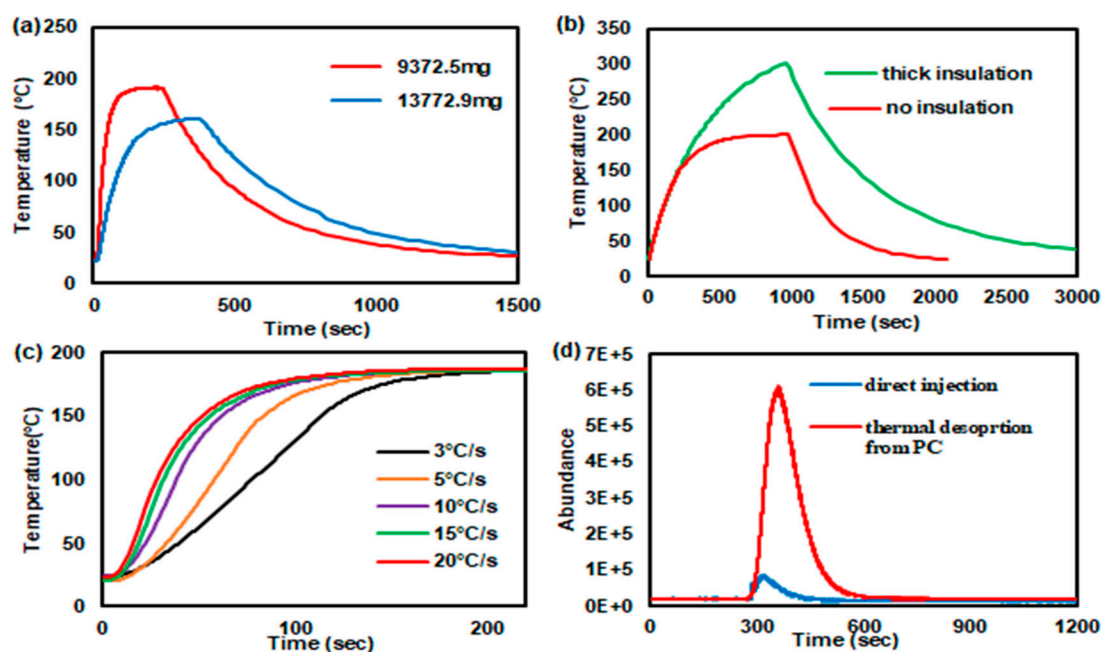 (a)
250
200
150
100
50
0
Temperature (°C)
9372.5mg
13772.9mg
0
500
1000
1500
Time (sec)
(b)
350
300
250
200
150
100
50
0
Temperature (°C)
thick insulation
no insulation
0
500
1000
1500
2000
2500
3000
Time (sec)
(c)
200
150
100
50
0
Temperature(°C)
3°C/s
5°C/s
10°C/s
15°C/s
20°C/s
0
100
200
Time (sec)
(d)
7E+5
6E+5
5E+5
4E+5
3E+5
2E+5
1E+5
0E+0
Abundance
direct injection
thermal desoprtion
from PC
0
300
600
900
1200
Time (sec)